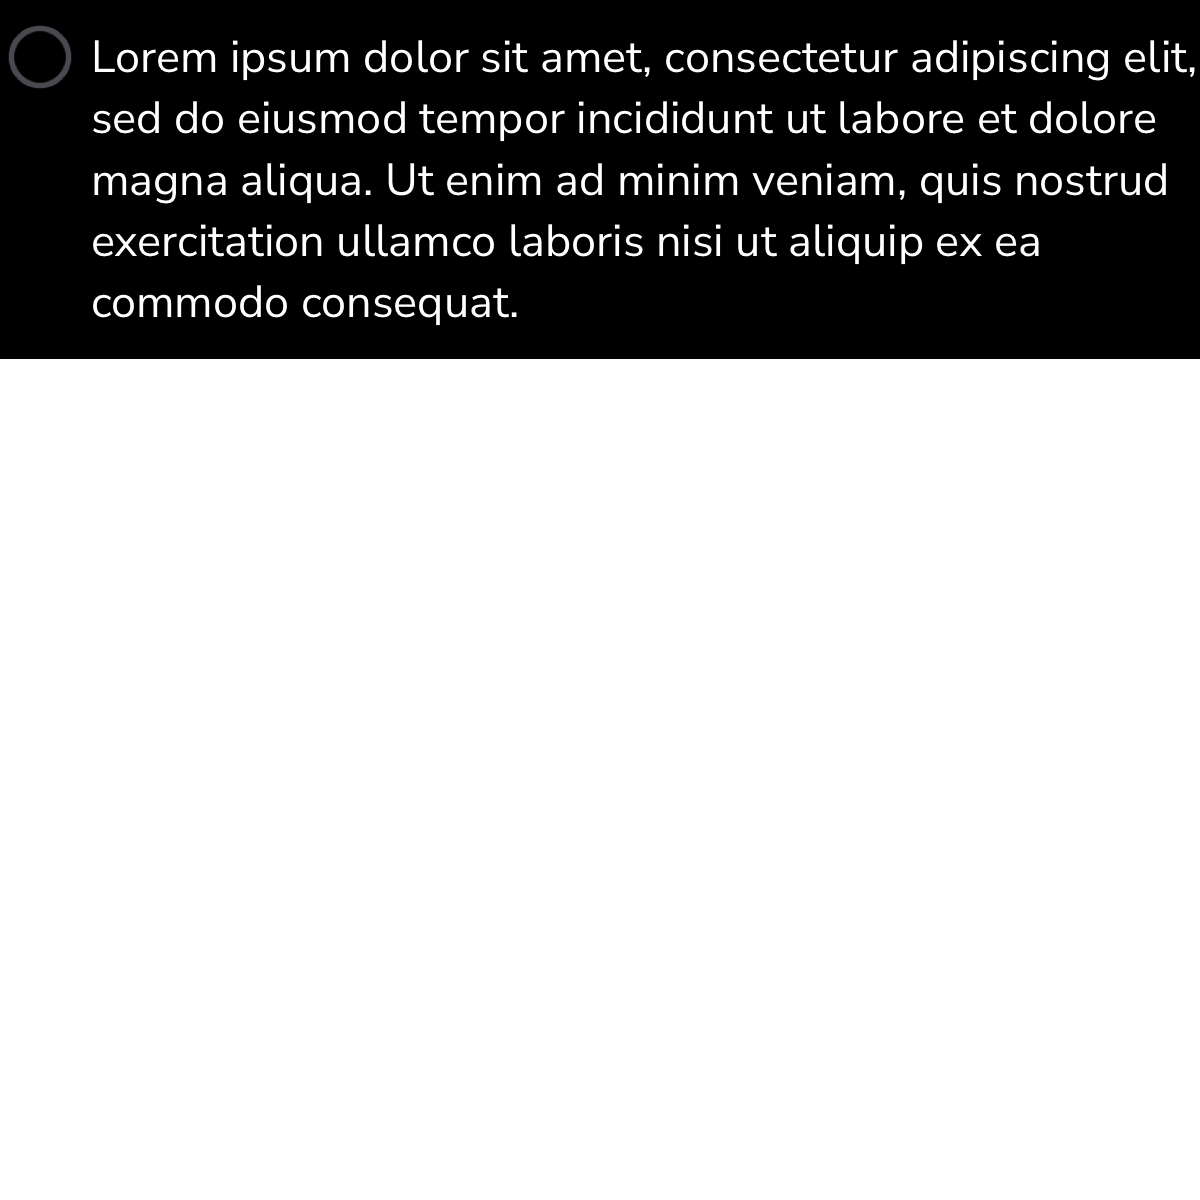 Lorem ipsum dolor sit amet, consectetur adipiscing elit,
sed do eiusmod tempor incididunt ut labore et dolore
magna aliqua. Ut enim ad minim veniam, quis nostrud
exercitation ullamco laboris nisi ut aliquip ex ea
commodo consequat.